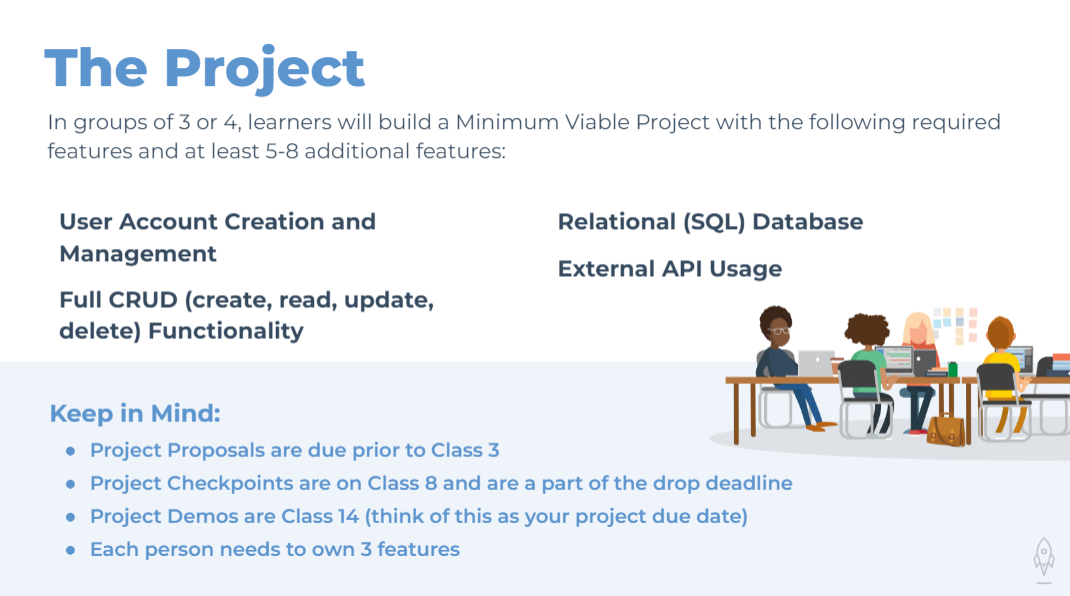 The Project
In groups of 3 or 4, learners will build a Minimum Viable Project with the following required
features and at least 5-8 additional features:
User Account Creation and
Management
Full CRUD (create, read, update,
delete) Functionality
Relational (SQL) Database
External API Usage
Keep in Mind:
● Project Proposals are due prior to Class 3
● Project Checkpoints are on Class 8 and are a part of the drop deadline
● Project Demos are Class 14 (think of this as your project due date)
● Each person needs to own 3 features